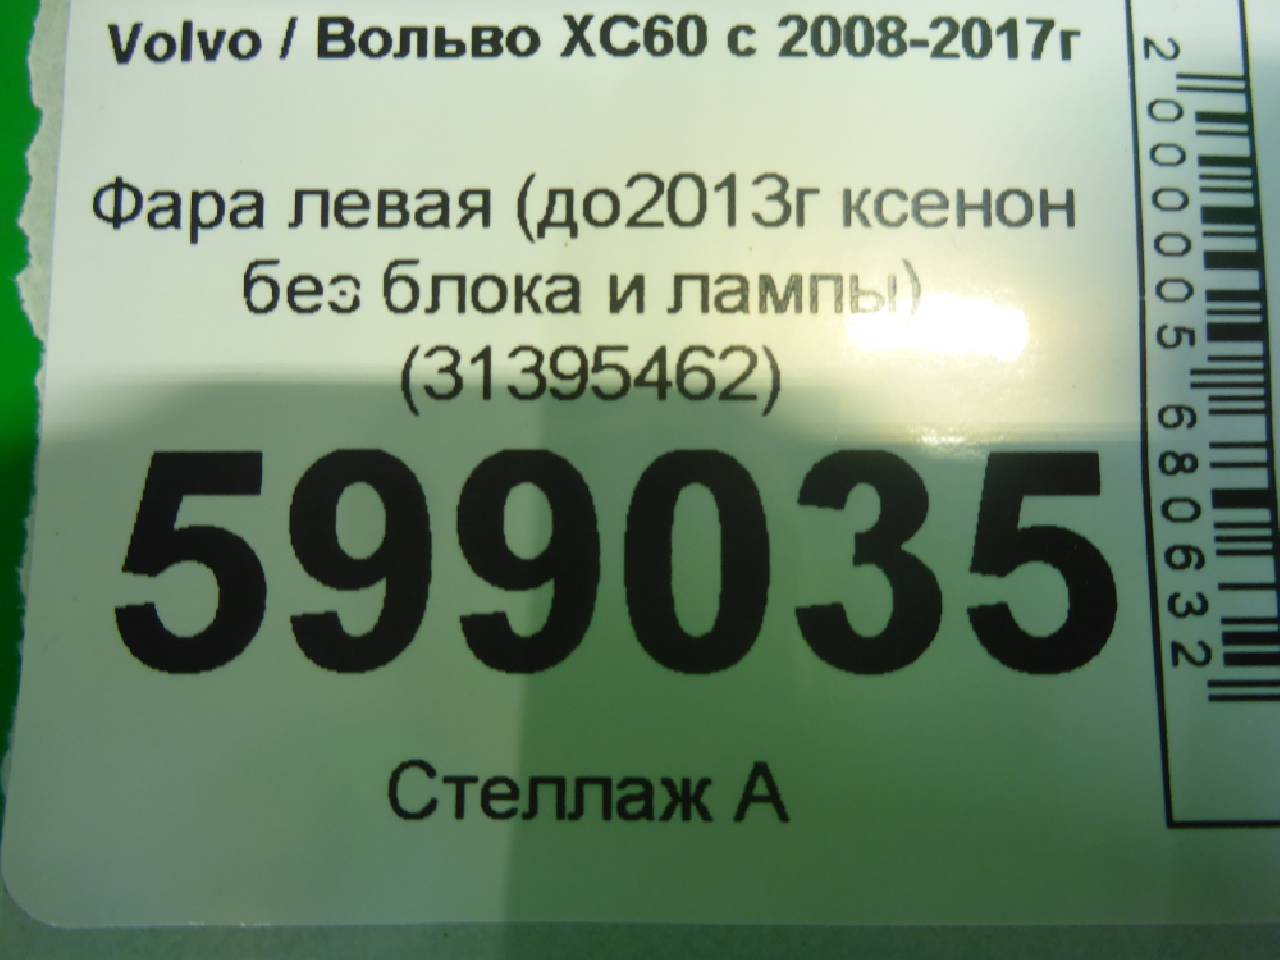 Volvo / Вольво XC60 с 2008-2017г
Фара левая (до2013г ксенон
без блока и лампы)
(31395462)
599035
Стеллаж А
2000005680632